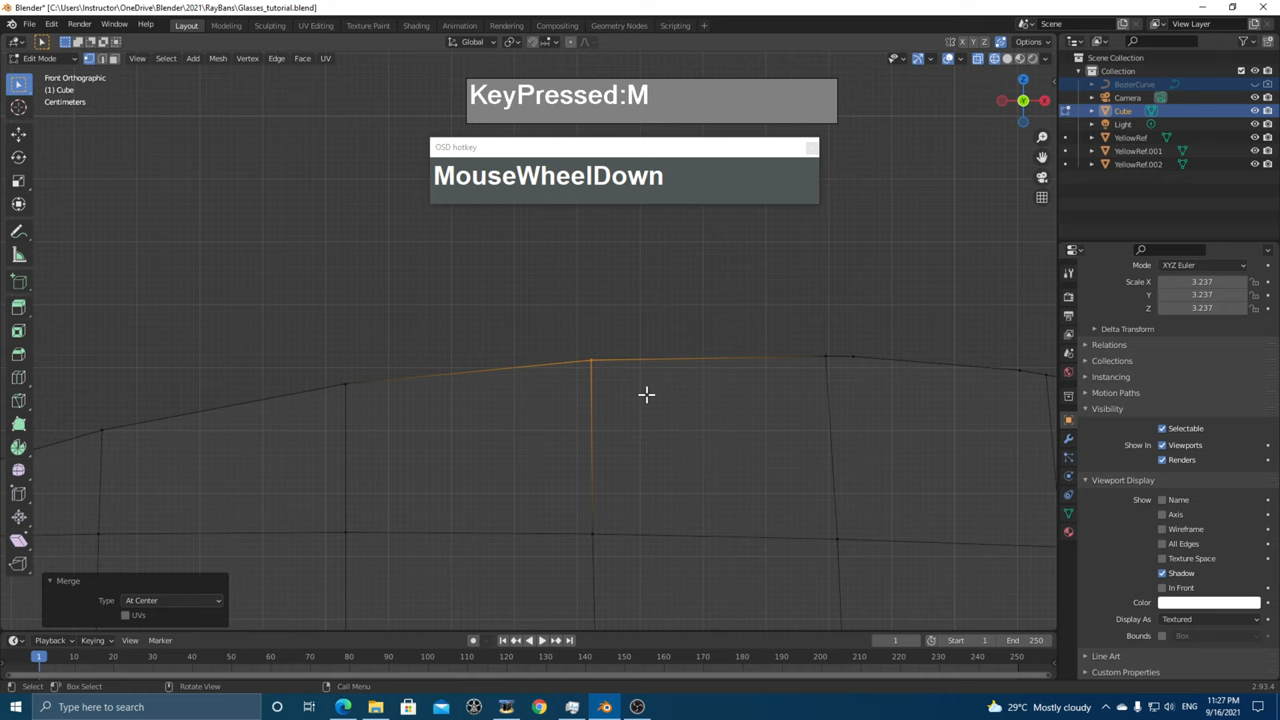 Blender* [C:\Users\Instructor\OneDrive\Blender\2021\RayBans\Glasses_tutorial.blend]
File Edit Render Window Help Layout Modeling Sculpting UV Editing Texture Paint Shading Animation Rendering Compositing Geometry Nodes Scripting + Scene View Layer
Global X Y Z Options
Edit Mode View Select Add Mesh Vertex Edge Face UV
Front Orthographic
(1) Cube
Centimeters
KeyPressed:M
OSD hotkey
MouseWheelDown
Z
X
Y
Scene Collection
Collection
BezierCurve
Camera
Cube
Light
YellowRef
YellowRef.001
YellowRef.002
Mode XYZ Euler
Scale X 3.237
Y 3.237
Z 3.237
Delta Transform
Relations
Collections
Instancing
Motion Paths
Visibility
Selectable
Show In Viewports
Renders
Viewport Display
Show Name
Axis
Wireframe
All Edges
Texture Space
Shadow
In Front
Color
Display As Textured
Bounds Box
Line Art
Custom Properties
Merge
Type At Center
UVs
Playback Keying View Marker 1 Start 1 End 250
1 10 20 30 40 50 60 70 80 90 100 110 120 130 140 150 160 170 180 190 200 210 220 230 240 250
Select Box Select Rotate View Call Menu 2.93.4
Type here to search 29°C Mostly cloudy ENG 11:27 PM
9/16/2021